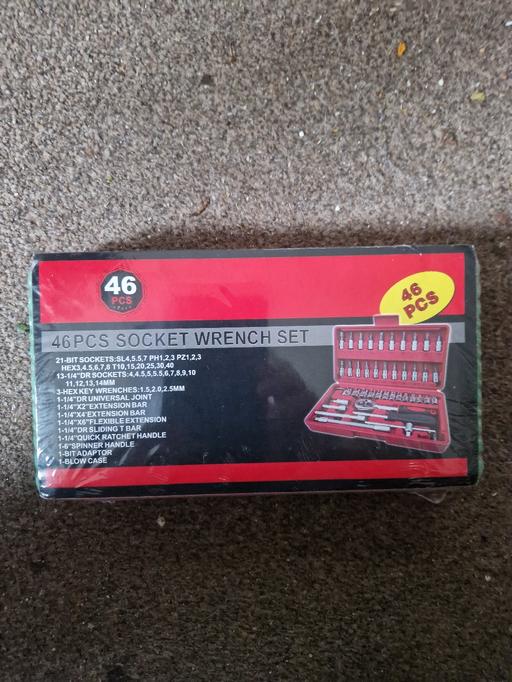 46
PCS
46
PCS
46PCS SOCKET WRENCH SET
21-BIT SOCKETS:SL4,5.5,7 PH1,2,3 PZ1,2,3
HEX3,4,5,6,7,8 T10,15,20,25,30,40
13-1/4"DR SOCKETS:4,4.5,5,5.5,6,7,8,9,10
11,12,13,14MM
3-HEX KEY WRENCHES:1.5,2.0,2.5MM
1-1/4"DR UNIVERSAL JOINT
1-1/4"X2"EXTENSION BAR
1-1/4"X4"EXTENSION BAR
1-1/4"X6"FLEXIBLE EXTENSION
1-1/4"DR SLIDING T BAR
1-1/4"QUICK RATCHET HANDLE
1-6"SPINNER HANDLE
1-BIT ADAPTOR
1-BLOW CASE